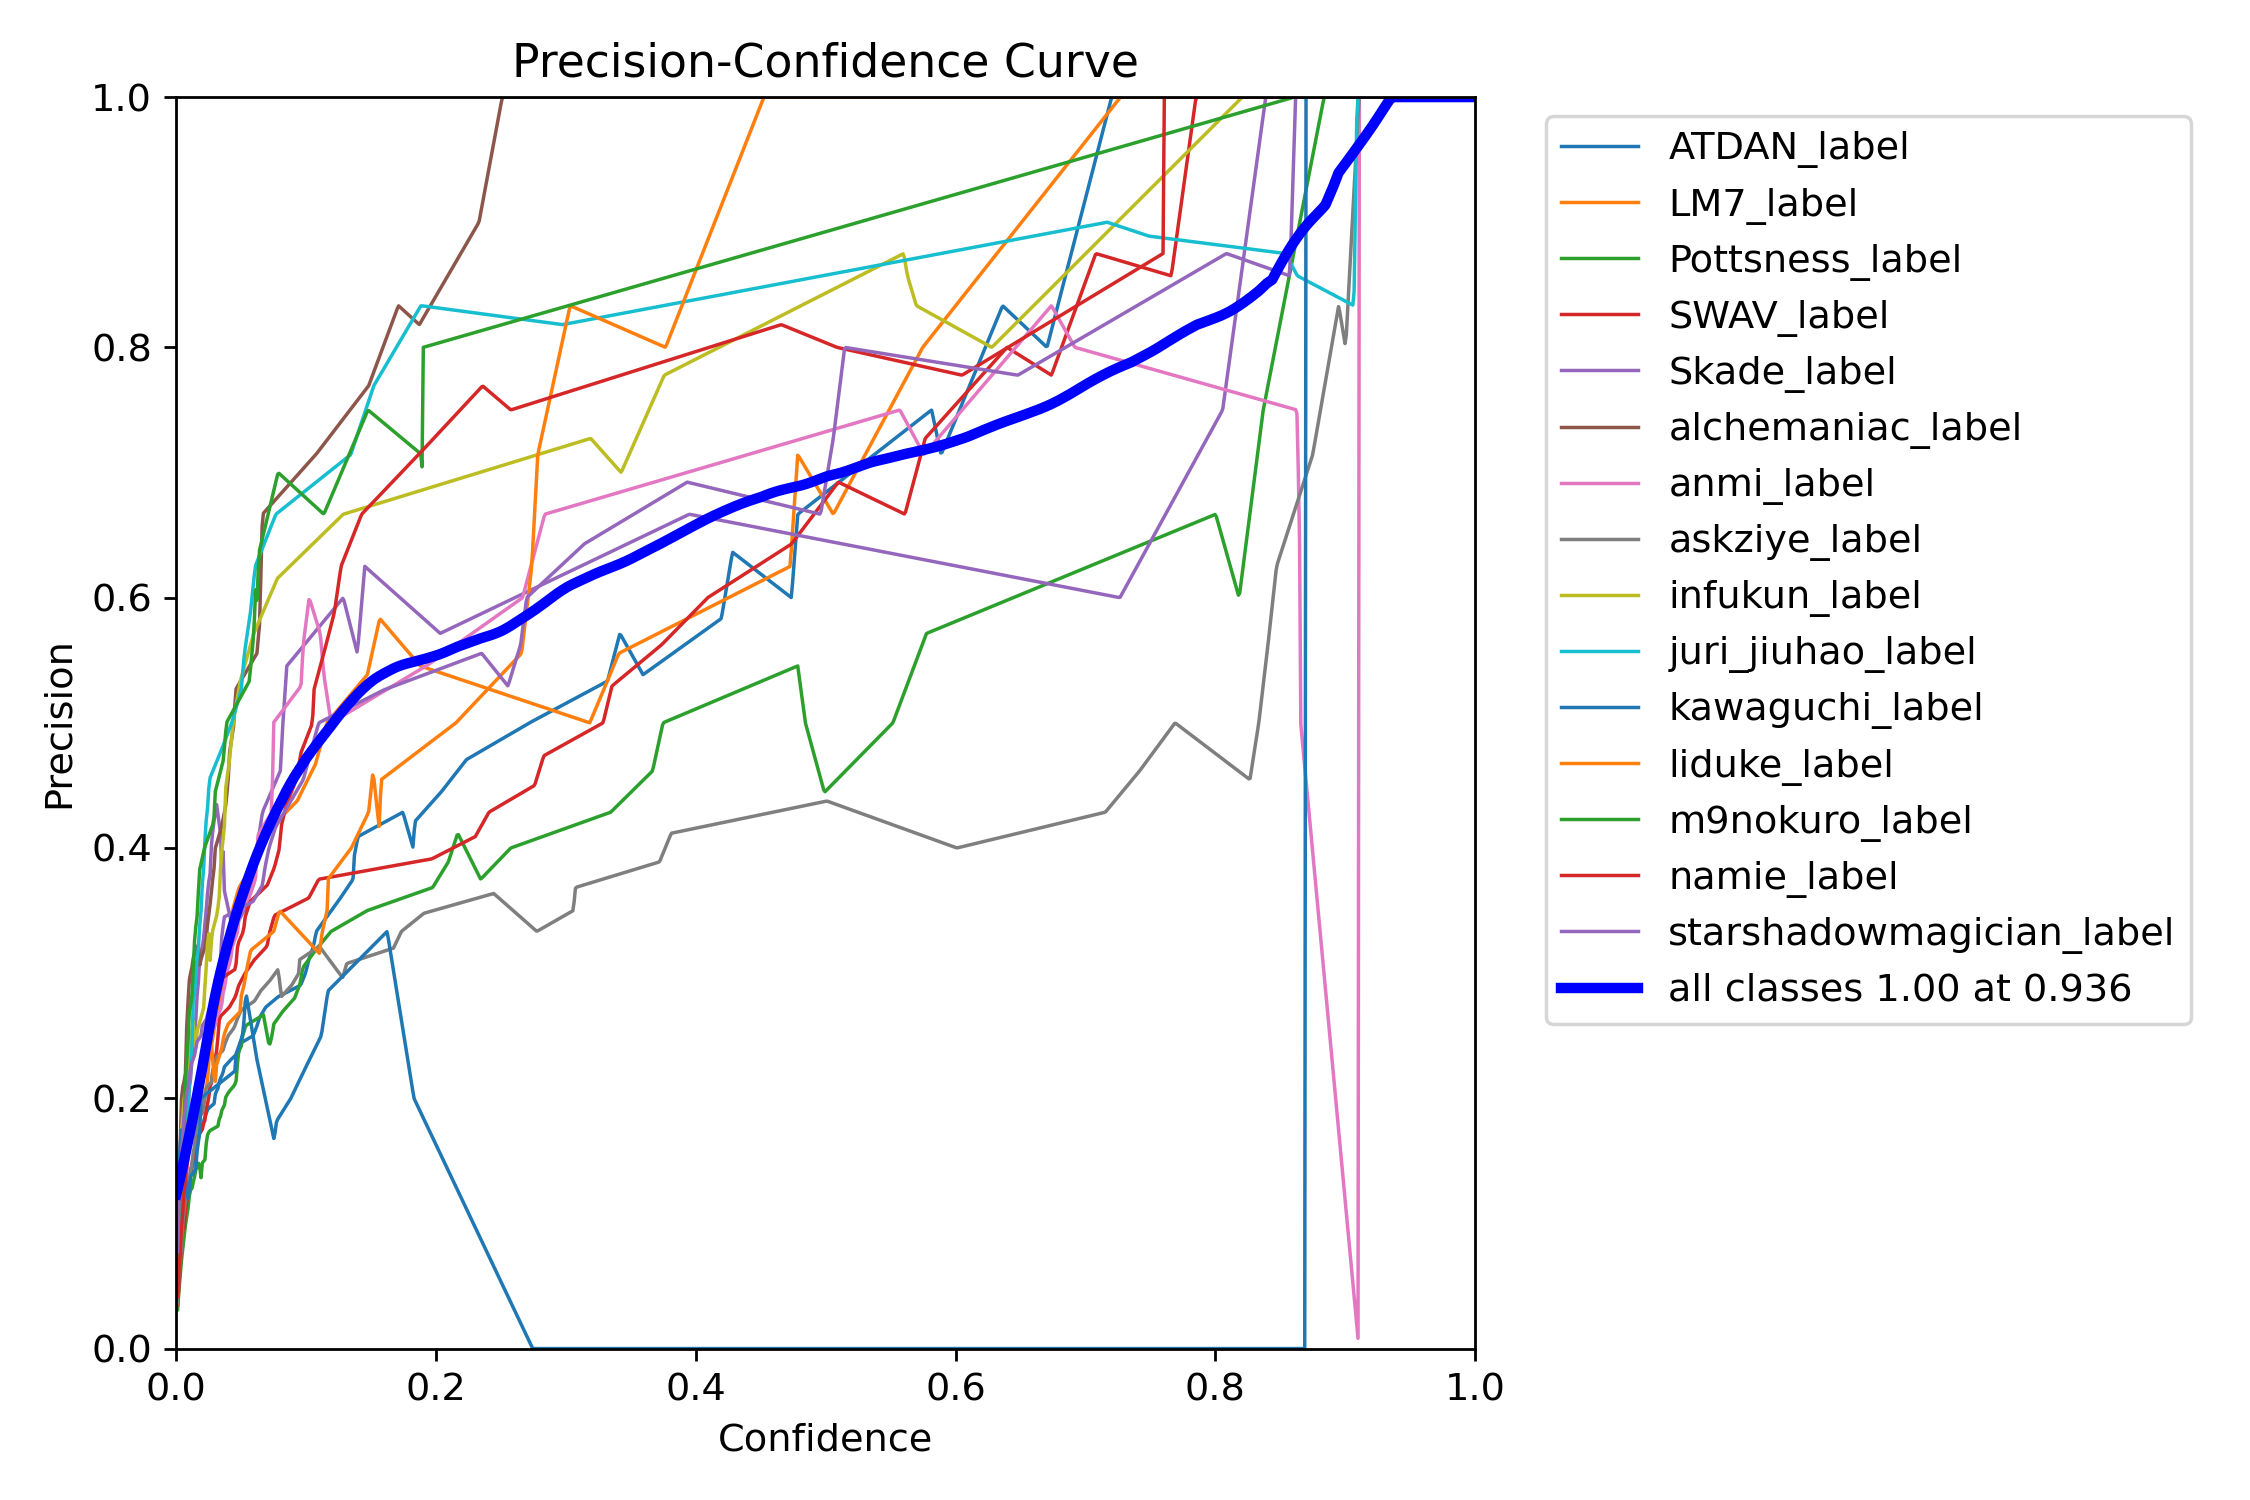 Precision-Confidence Curve
1.0
0.8
0.6
0.4
0.2
0.0
Precision
0.0 0.2 0.4 0.6 0.8 1.0
Confidence
ATDAN_label
LM7_label
Pottsness_label
SWAV_label
Skade_label
alchemaniac_label
anmi_label
askziye_label
infukun_label
juri_jiuhao_label
kawaguchi_label
liduke_label
m9nokuro_label
namie_label
starshadowmagician_label
all classes 1.00 at 0.936